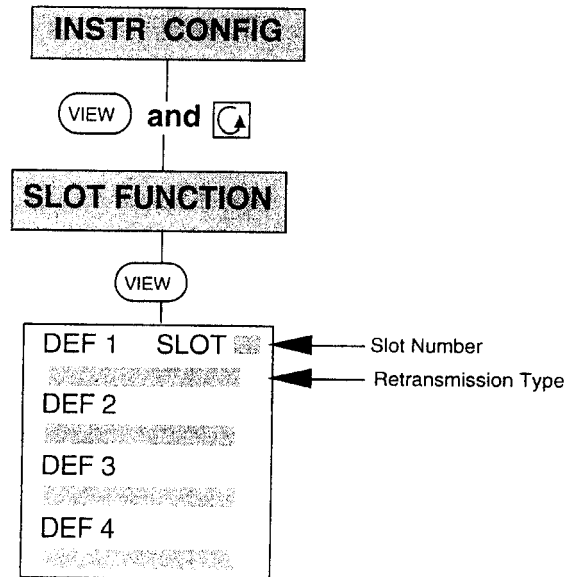 INSTR CONFIG
VIEW and
SLOT FUNCTION
VIEW
DEF 1 SLOT Slot Number
Retransmission Type
DEF 2
DEF 3
DEF 4